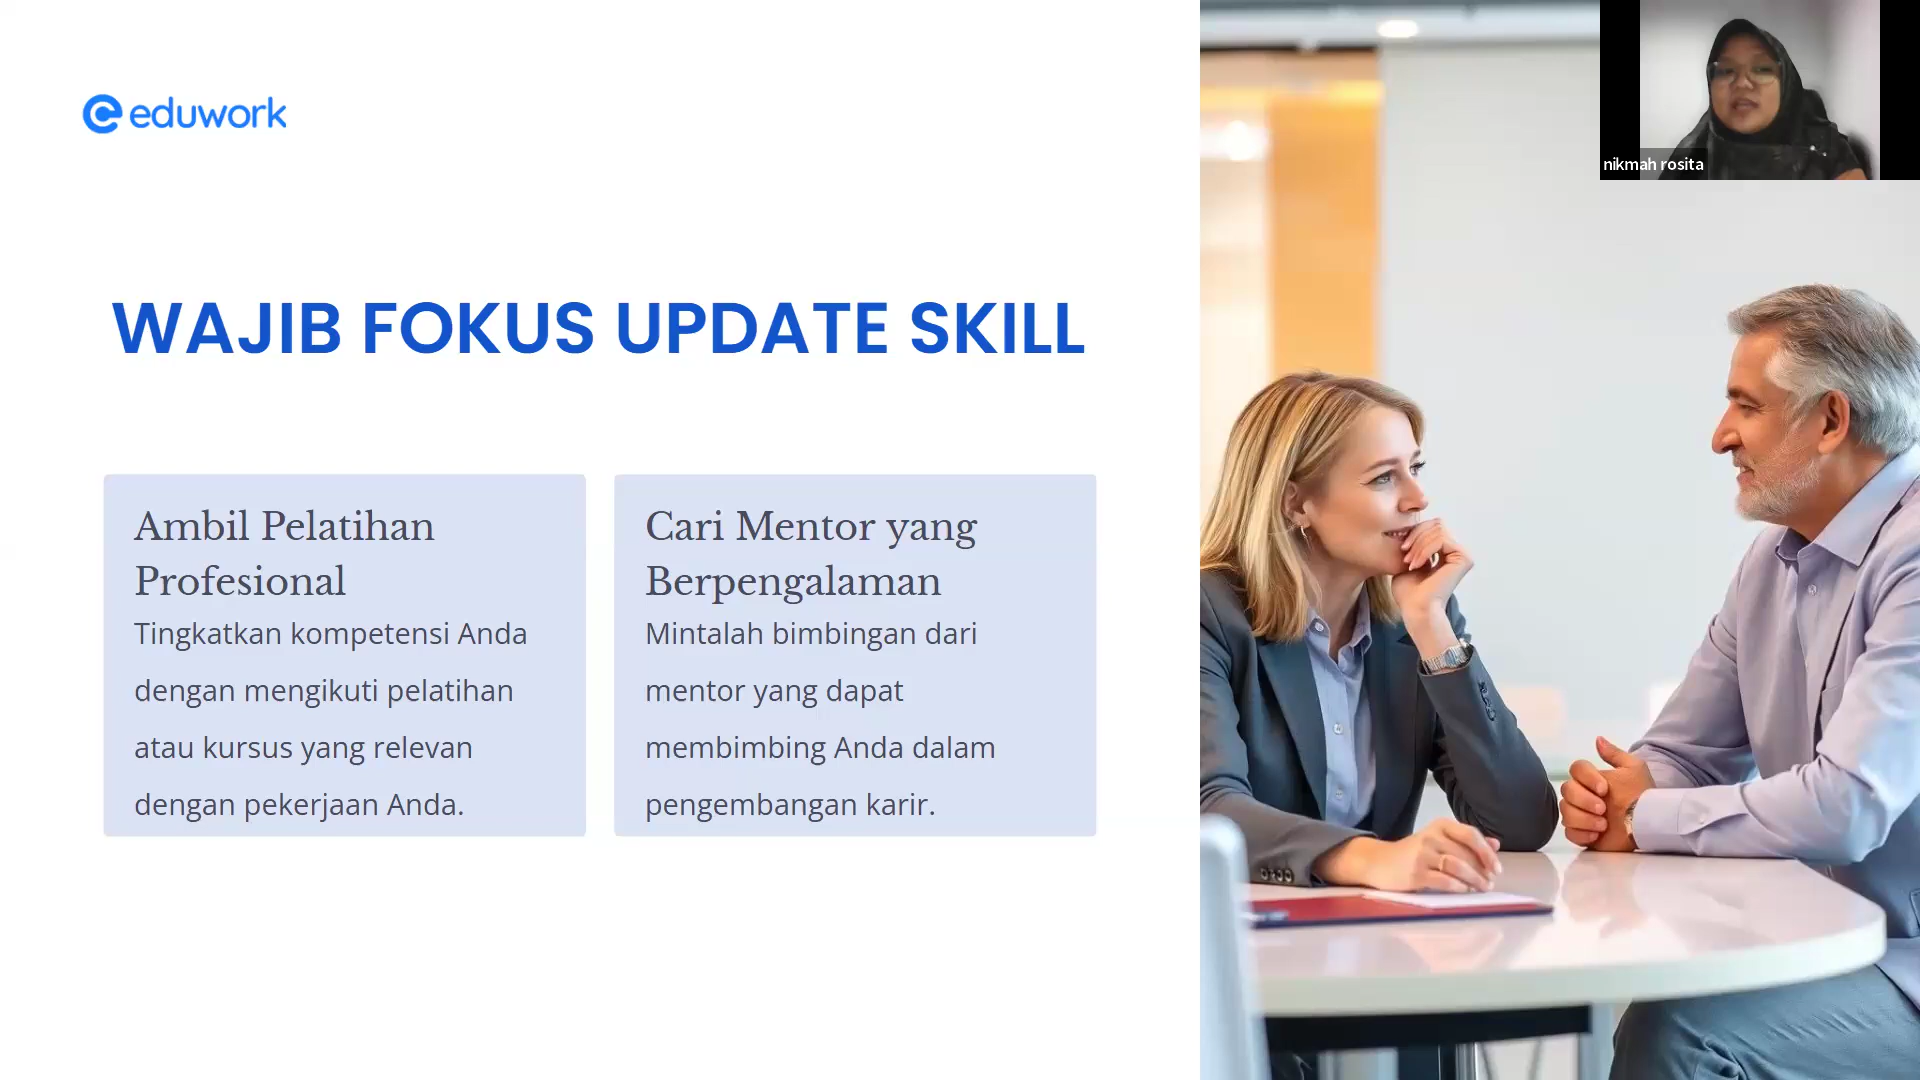 eduwork
nikmah rosita
WAJIB FOKUS UPDATE SKILL
Ambil Pelatihan
Profesional
Tingkatkan kompetensi Anda
dengan mengikuti pelatihan
atau kursus yang relevan
dengan pekerjaan Anda.
Cari Mentor yang
Berpengalaman
Mintalah bimbingan dari
mentor yang dapat
membimbing Anda dalam
pengembangan karir.